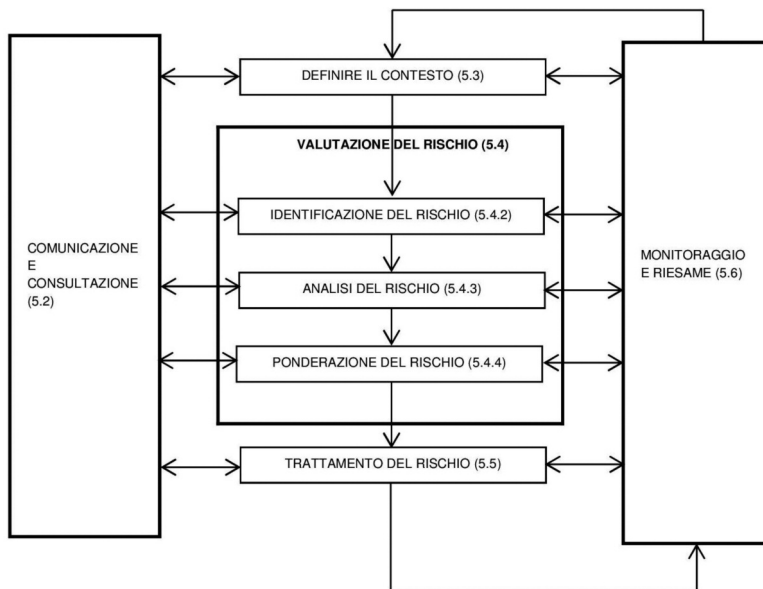 DEFINIRE IL CONTESTO (5.3)
VALUTAZIONE DEL RISCHIO (5.4)
IDENTIFICAZIONE DEL RISCHIO (5.4.2)
COMUNICAZIONE
E
CONSULTAZIONE
(5.2)
MONITORAGGIO
E RIESAME (5.6)
ANALISI DEL RISCHIO (5.4.3)
PONDERAZIONE DEL RISCHIO (5.4.4)
TRATTAMENTO DEL RISCHIO (5.5)